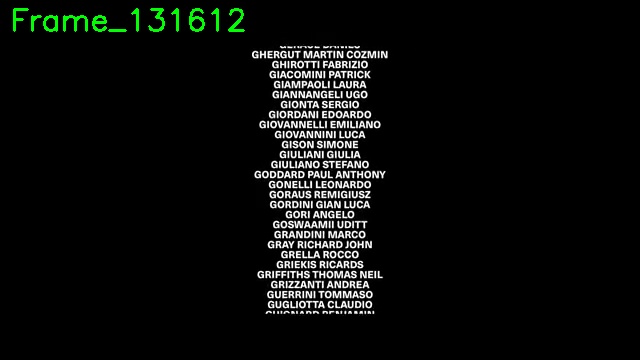 Frame_131612
GHERGUT MARTIN COZMIN
GHIROTTI FABRIZIO
GIACOMINI PATRICK
GIAMPAOLI LAURA
GIANNANGELI UGO
GIONTA SERGIO
GIORDANI EDOARDO
GIOVANNELLI EMILIANO
GIOVANNINI LUCA
GISON SIMONE
GIULIANI GIULIA
GIULIANO STEFANO
GODDARD PAUL ANTHONY
GONELLI LEONARDO
GORAUS REMIGIUSZ
GORDINI GIAN LUCA
GORI ANGELO
GOSWAAMII UDITT
GRANDINI MARCO
GRAY RICHARD JOHN
GRELLA ROCCO
GRIEKIS RICARDS
GRIFFITHS THOMAS NEIL
GRIZZANTI ANDREA
GUERRINI TOMMASO
GUGLIOTTA CLAUDIO